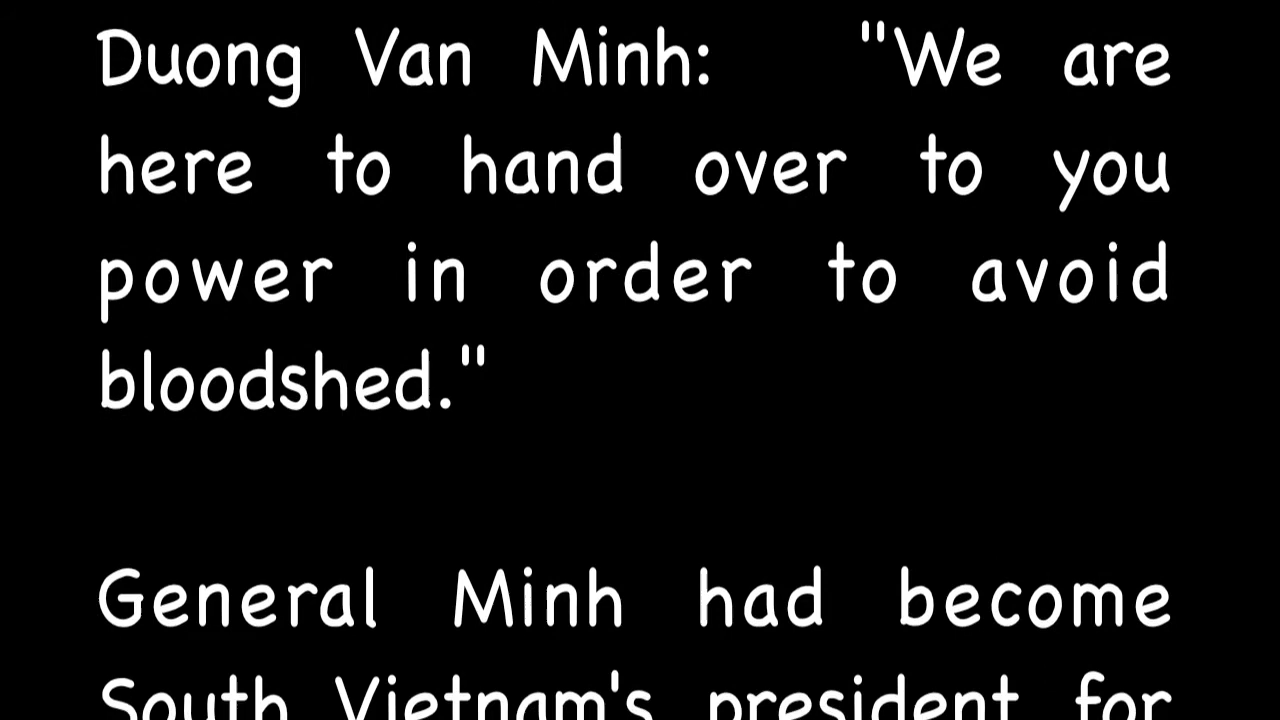 Duong Van Minh: "We are
here to hand over to you
power in order to avoid
bloodshed."
General Minh had become
South Vietnam's president for